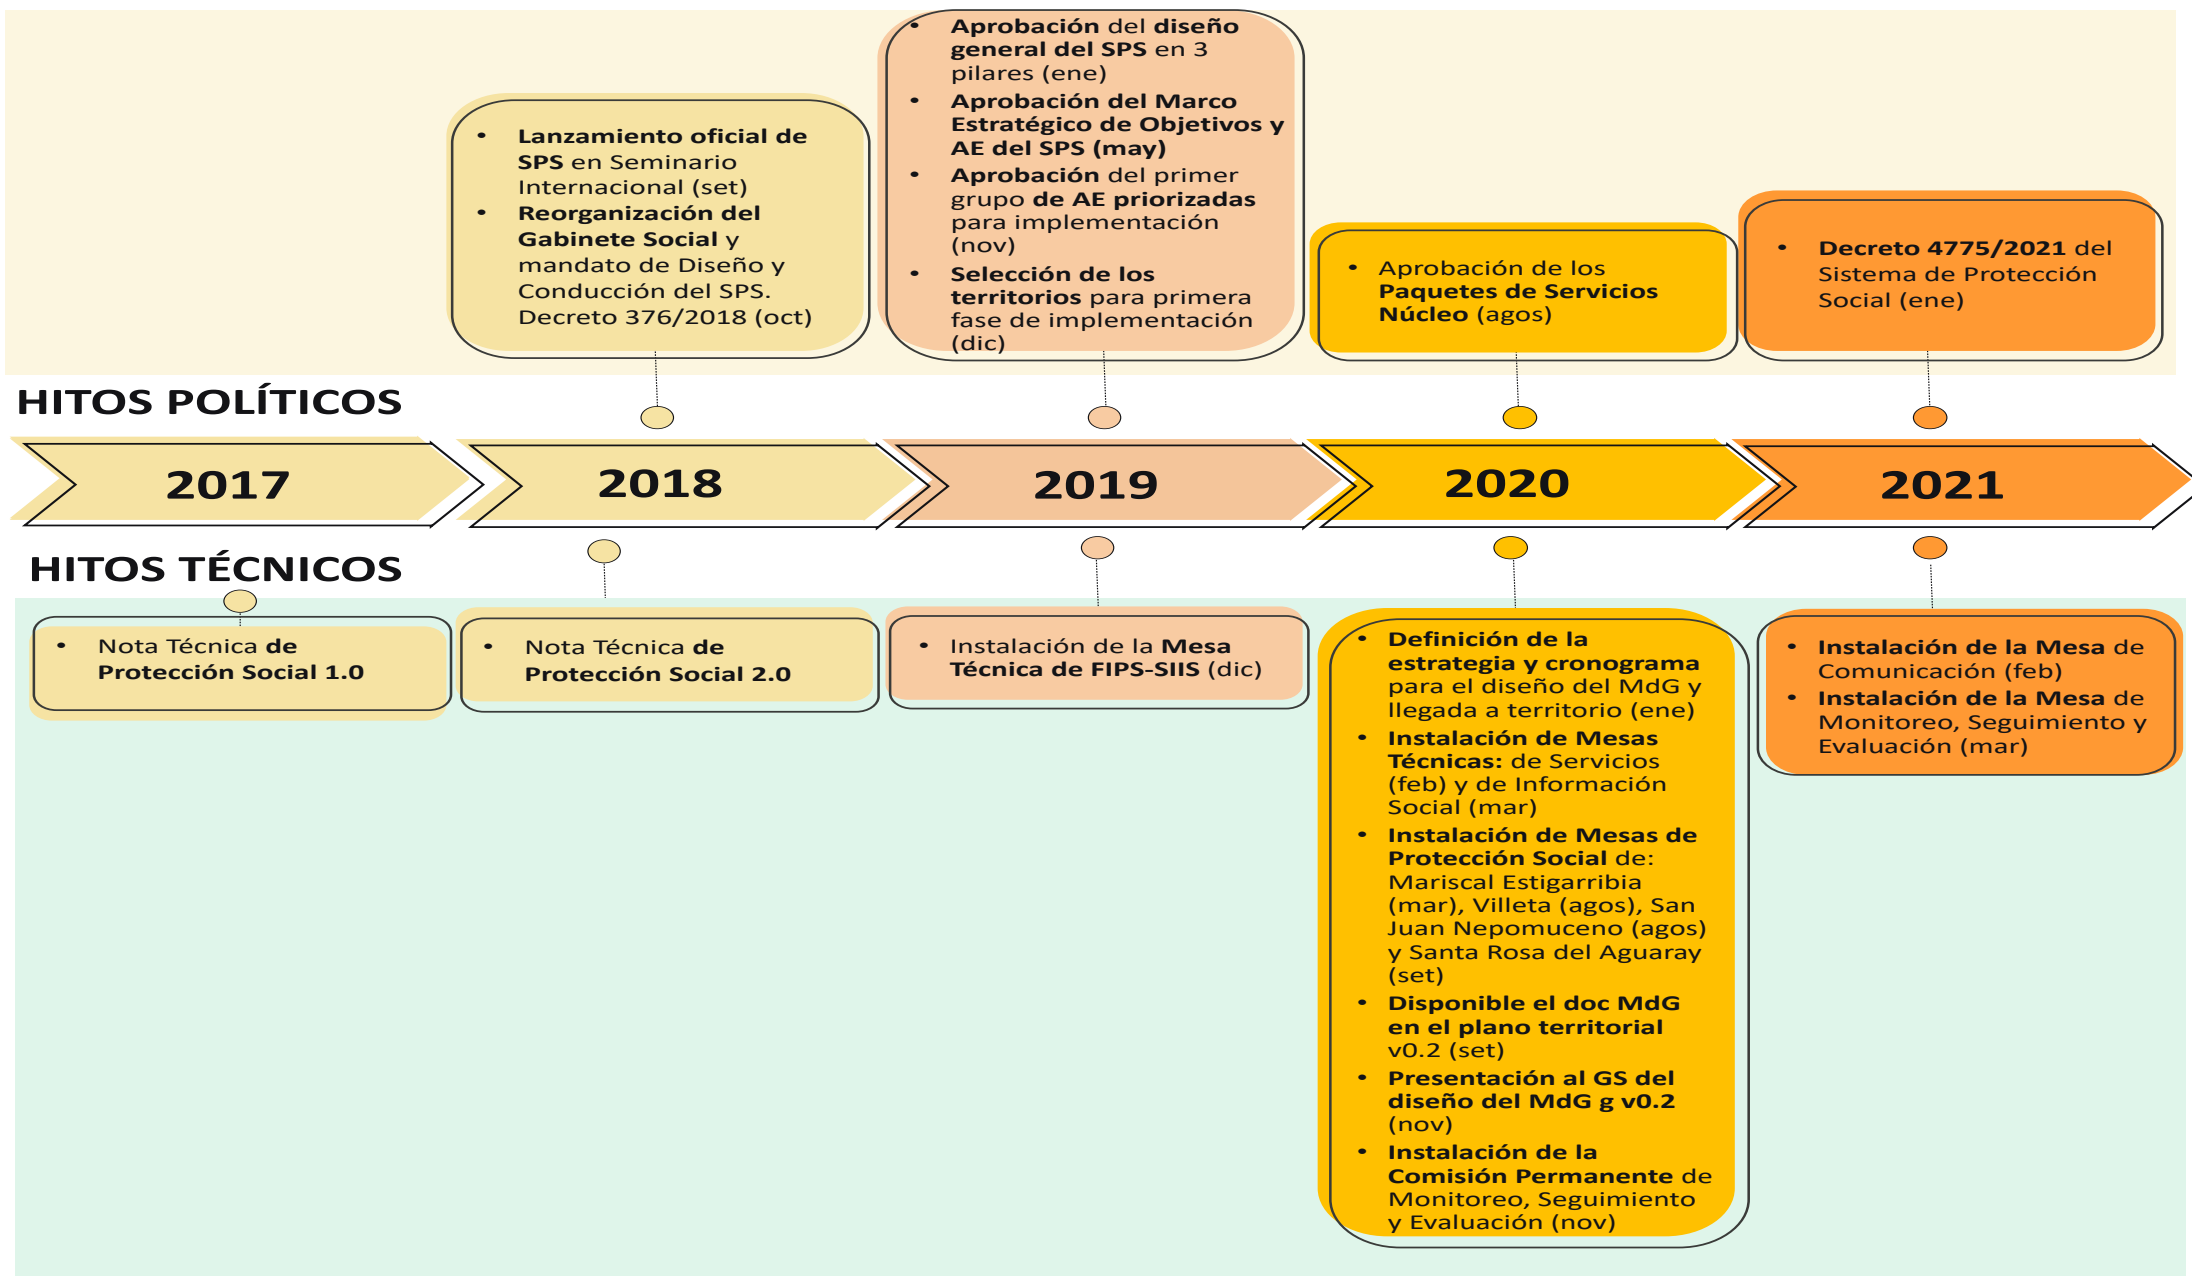 • Lanzamiento oficial de
SPS en Seminario
Internacional (set)
• Reorganización del
Gabinete Social y
mandato de Diseño y
Conducción del SPS.
Decreto 376/2018 (oct)
• Aprobación del diseño
general del SPS en 3
pilares (ene)
• Aprobación del Marco
Estratégico de Objetivos y
AE del SPS (may)
• Aprobación del primer
grupo de AE priorizadas
para implementación
(nov)
• Selección de los
territorios para primera
fase de implementación
(dic)
• Aprobación de los
Paquetes de Servicios
Núcleo (agos)
• Decreto 4775/2021 del
Sistema de Protección
Social (ene)
HITOS POLÍTICOS
2017
2018
2019
2020
2021
HITOS TÉCNICOS
• Nota Técnica de
Protección Social 1.0
• Nota Técnica de
Protección Social 2.0
• Instalación de la Mesa
Técnica de FIPS-SIIS (dic)
• Definición de la
estrategia y cronograma
para el diseño del MdG y
llegada a territorio (ene)
• Instalación de Mesas
Técnicas: de Servicios
(feb) y de Información
Social (mar)
• Instalación de Mesas de
Protección Social de:
Mariscal Estigarribia
(mar), Villeta (agos), San
Juan Nepomuceno (agos)
y Santa Rosa del Aguaray
(set)
• Disponible el doc MdG
en el plano territorial
v0.2 (set)
• Presentación al GS del
diseño del MdG g v0.2
(nov)
• Instalación de la
Comisión Permanente de
Monitoreo, Seguimiento
y Evaluación (nov)
• Instalación de la Mesa de
Comunicación (feb)
• Instalación de la Mesa de
Monitoreo, Seguimiento y
Evaluación (mar)